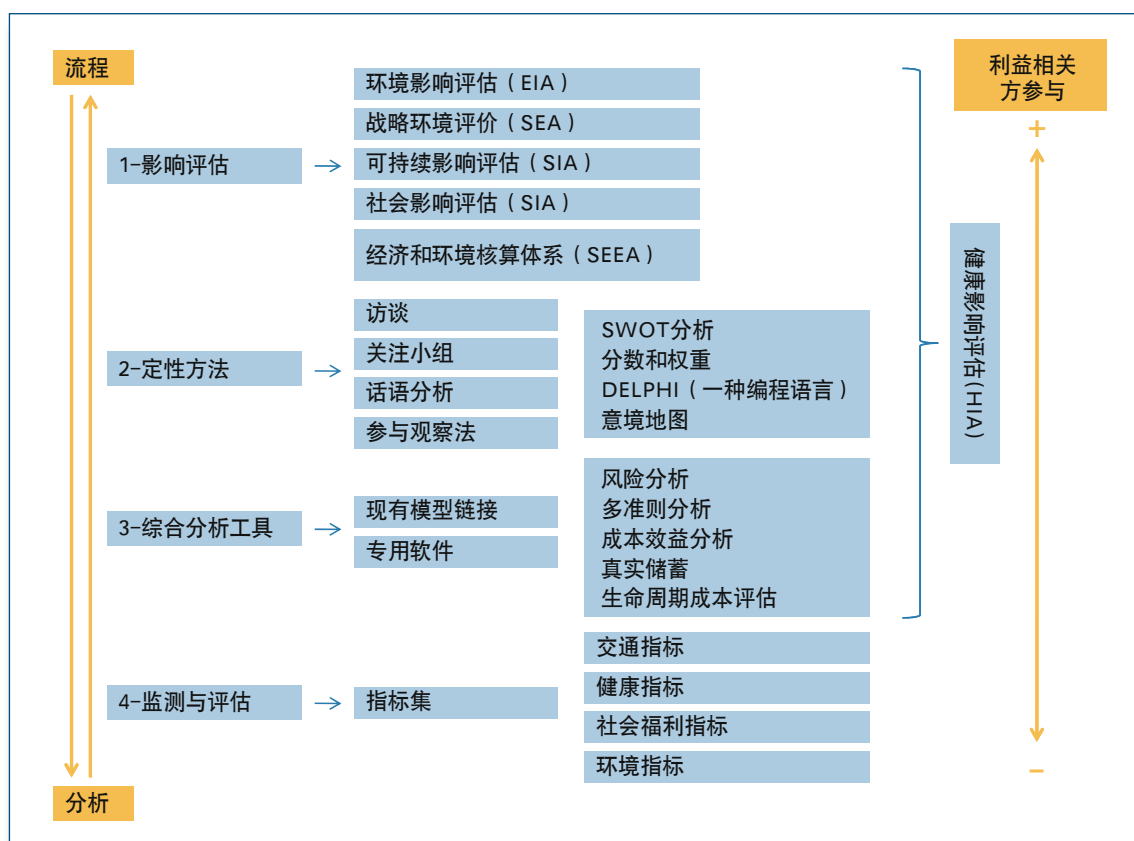 流程
利益相关
方参与
+
环境影响评估（EIA）
战略环境评价（SEA）
1-影响评估
可持续影响评估（SIA）
社会影响评估（SIA）
经济和环境核算体系（SEEA）
访谈
关注小组
2-定性方法
话语分析
参与观察法
SWOT分析
分数和权重
DELPHI（一种编程语言）
意境地图
健康影响评估(HIA)
现有模型链接
3-综合分析工具
专用软件
风险分析
多准则分析
成本效益分析
真实储蓄
生命周期成本评估
4-监测与评估
指标集
交通指标
健康指标
社会福利指标
环境指标
−
分析